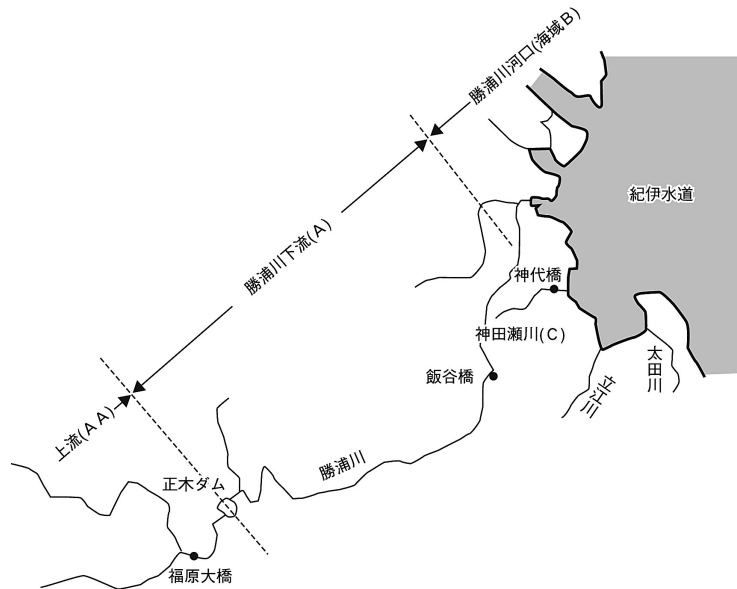 勝浦川河口(海域B)
紀伊水道
勝浦川下流(A)
神代橋
神田瀬川(C)
飯谷橋
太田川
立江川
上流(AA)
勝浦川
正木ダム
福原大橋